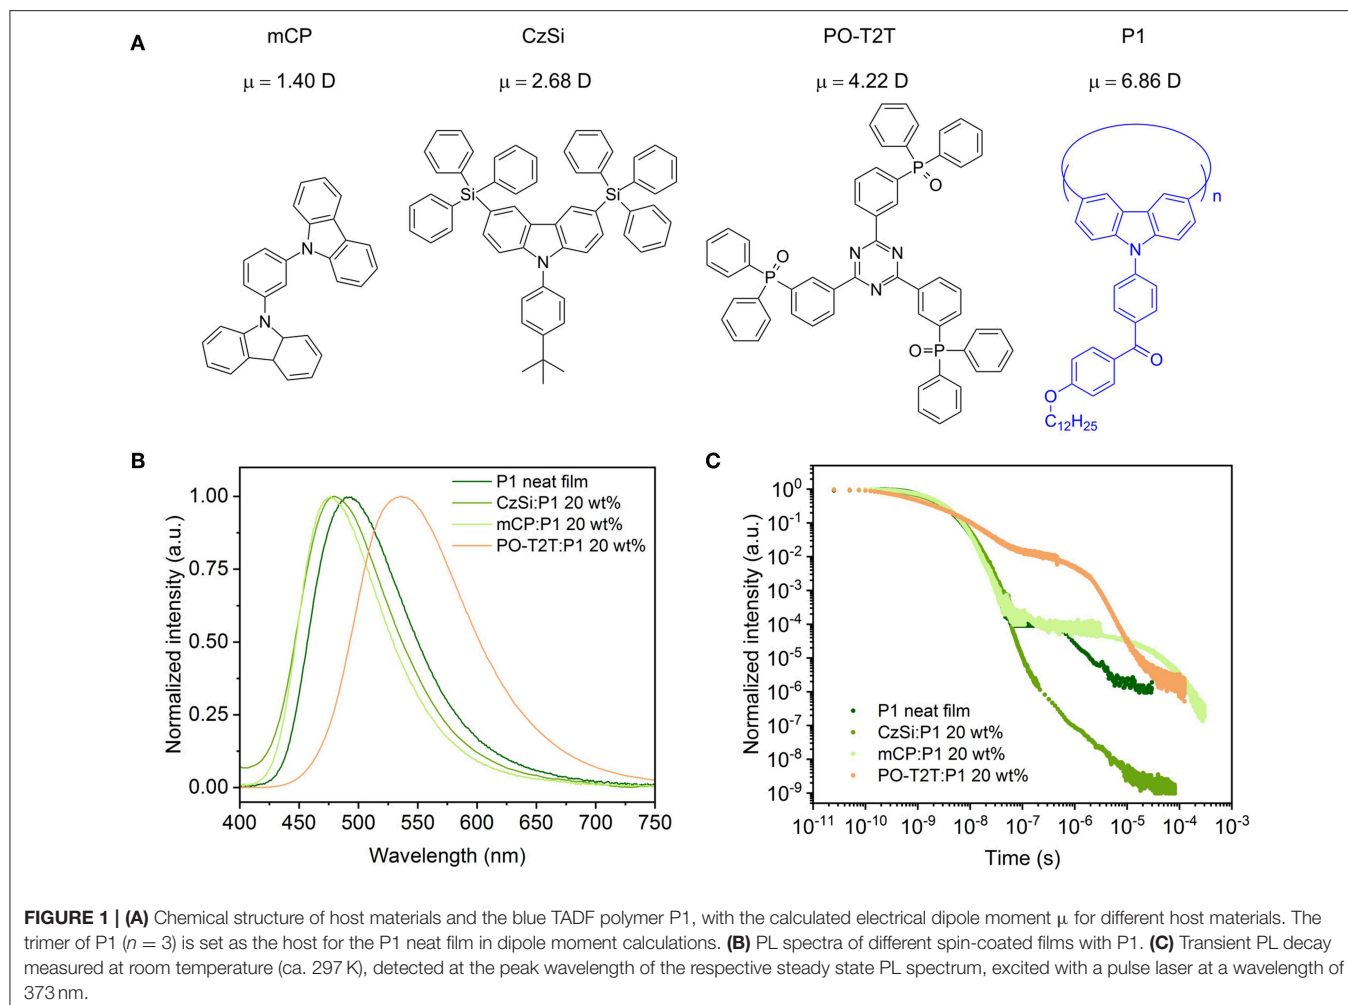 A
mCP
CzSi
PO-T2T
P1
μ = 1.40 D
μ = 2.68 D
μ = 4.22 D
μ = 6.86 D
N
N
Si
Si
N
P
O
O
P
N
N
N
O
P
n
N
O
O
C12H25
B
Normalized intensity (a.u.)
1.00
0.75
0.50
0.25
0.00
P1 neat film
CzSi:P1 20 wt%
mCP:P1 20 wt%
PO-T2T:P1 20 wt%
400 450 500 550 600 650 700 750
Wavelength (nm)
C
Normalized intensity (a.u.)
10^0
10^-1
10^-2
10^-3
10^-4
10^-5
10^-6
10^-7
10^-8
10^-9
P1 neat film
CzSi:P1 20 wt%
mCP:P1 20 wt%
PO-T2T:P1 20 wt%
10^-11 10^-10 10^-9 10^-8 10^-7 10^-6 10^-5 10^-4 10^-3
Time (s)
FIGURE 1 | (A) Chemical structure of host materials and the blue TADF polymer P1, with the calculated electrical dipole moment μ for different host materials. The
trimer of P1 (n = 3) is set as the host for the P1 neat film in dipole moment calculations. (B) PL spectra of different spin-coated films with P1. (C) Transient PL decay
measured at room temperature (ca. 297 K), detected at the peak wavelength of the respective steady state PL spectrum, excited with a pulse laser at a wavelength of
373 nm.